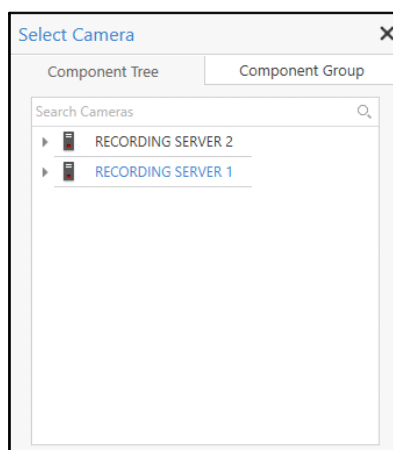 Select Camera
Component Tree
Component Group
Search Cameras
RECORDING SERVER 2
RECORDING SERVER 1